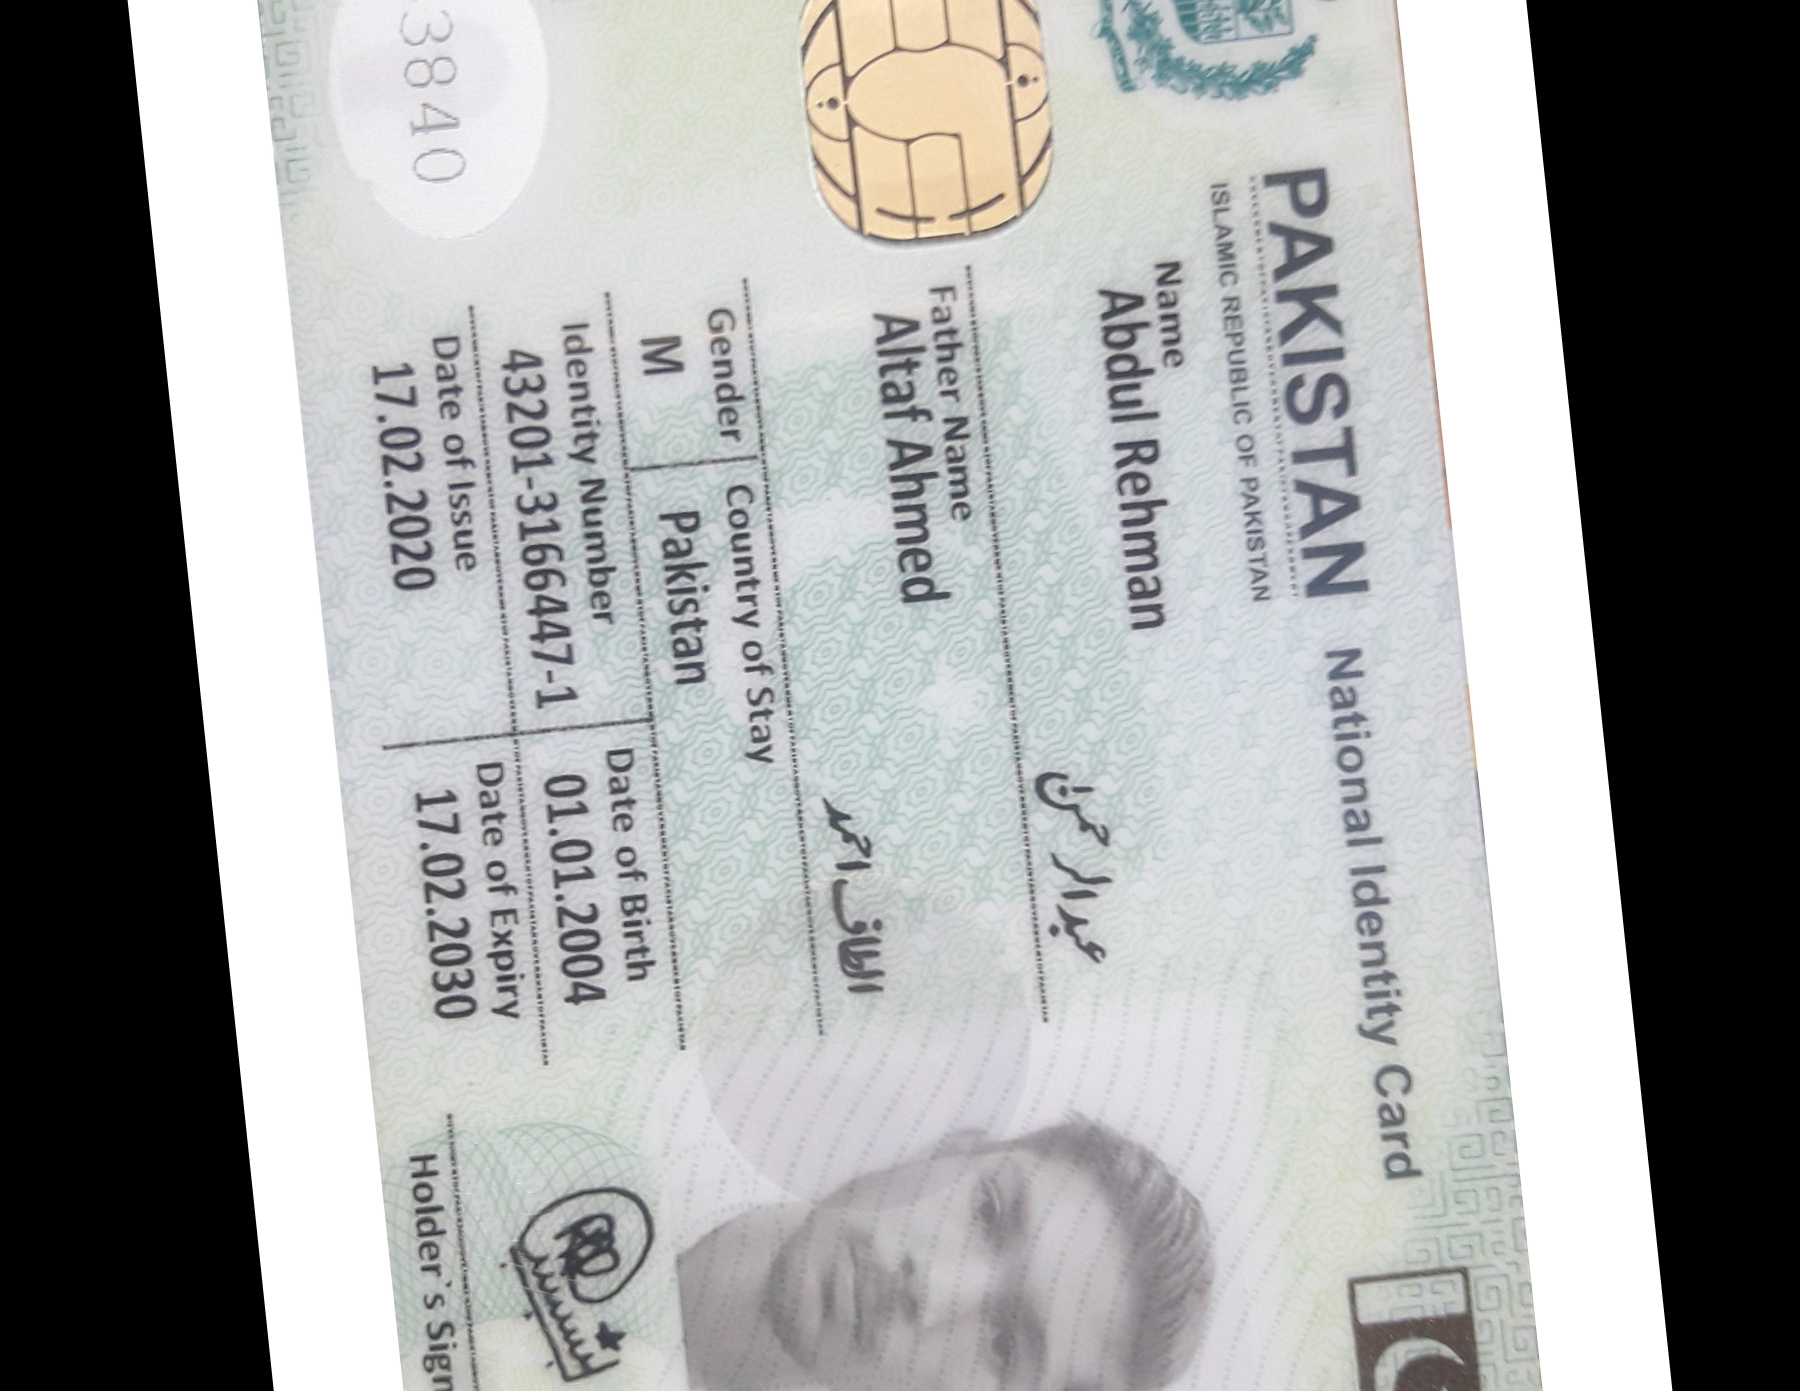 PAKISTAN National Identity Card
ISLAMIC REPUBLIC OF PAKISTAN
Name
Abdul Rehman
عبدالرحمن
Father Name
Altaf Ahmed
الطاف احمد
Gender Country of Stay
M Pakistan
Identity Number Date of Birth
43201-3166447-1 01.01.2004
Date of Issue Date of Expiry
17.02.2020 17.02.2030
3840
Holder's Sign